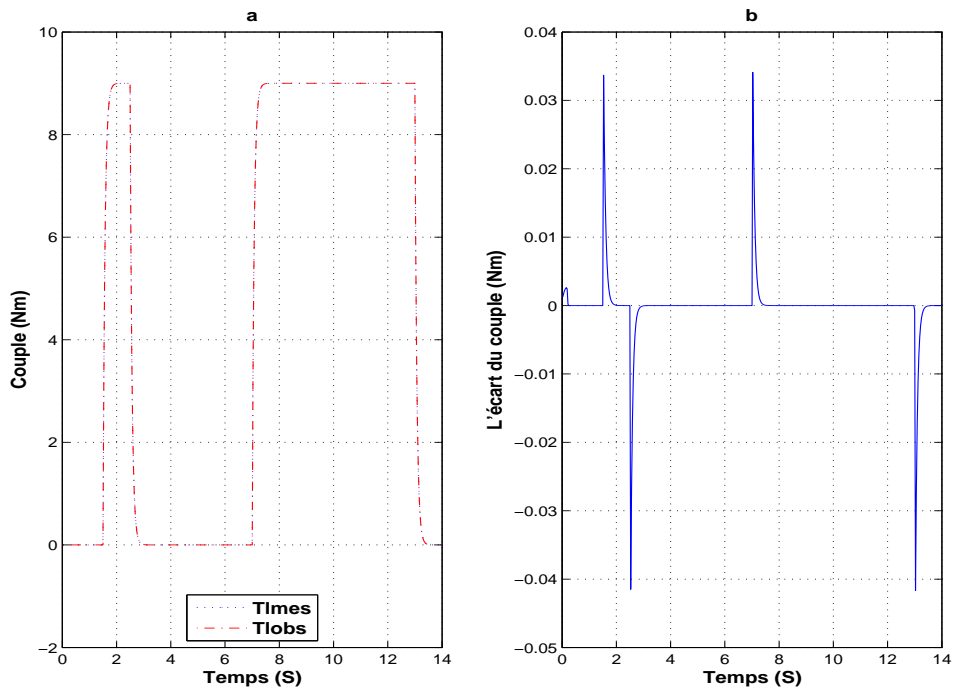 a
10
8
6
4
2
0
−2
Couple (Nm)
0 2 4 6 8 10 12 14
Temps (S)
Tlmes
Tlobs
b
0.04
0.03
0.02
0.01
0
−0.01
−0.02
−0.03
−0.04
−0.05
L'écart du couple (Nm)
0 2 4 6 8 10 12 14
Temps (S)